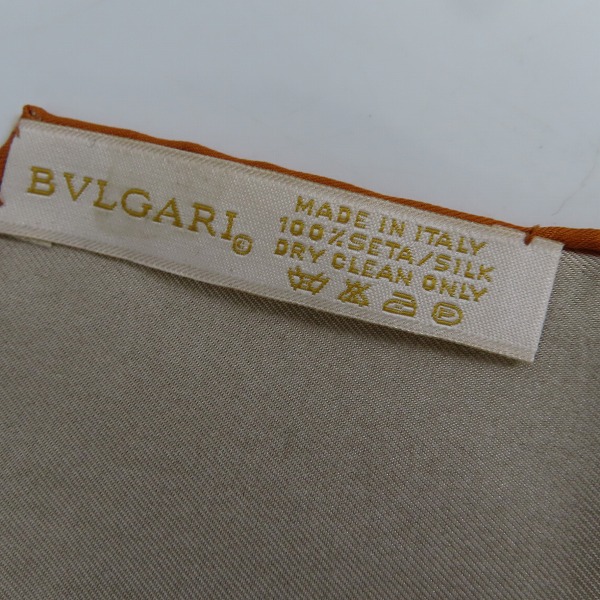 BVLGARI®
MADE IN ITALY
100%SETA/SILK
DRY CLEAN ONLY
P